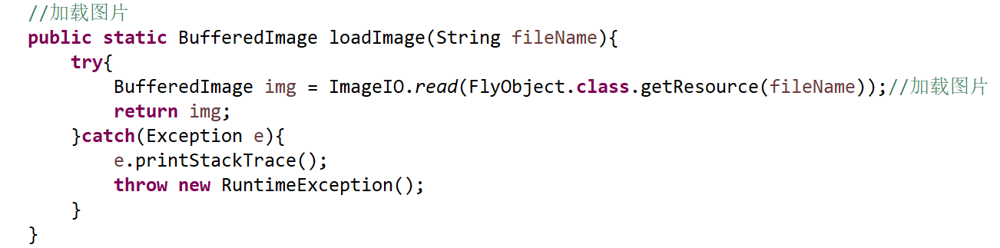 //加载图片
public static BufferedImage loadImage(String fileName){
    try{
        BufferedImage img = ImageIO.read(FlyObject.class.getResource(fileName));//加载图片
        return img;
    }catch(Exception e){
        e.printStackTrace();
        throw new RuntimeException();
    }
}